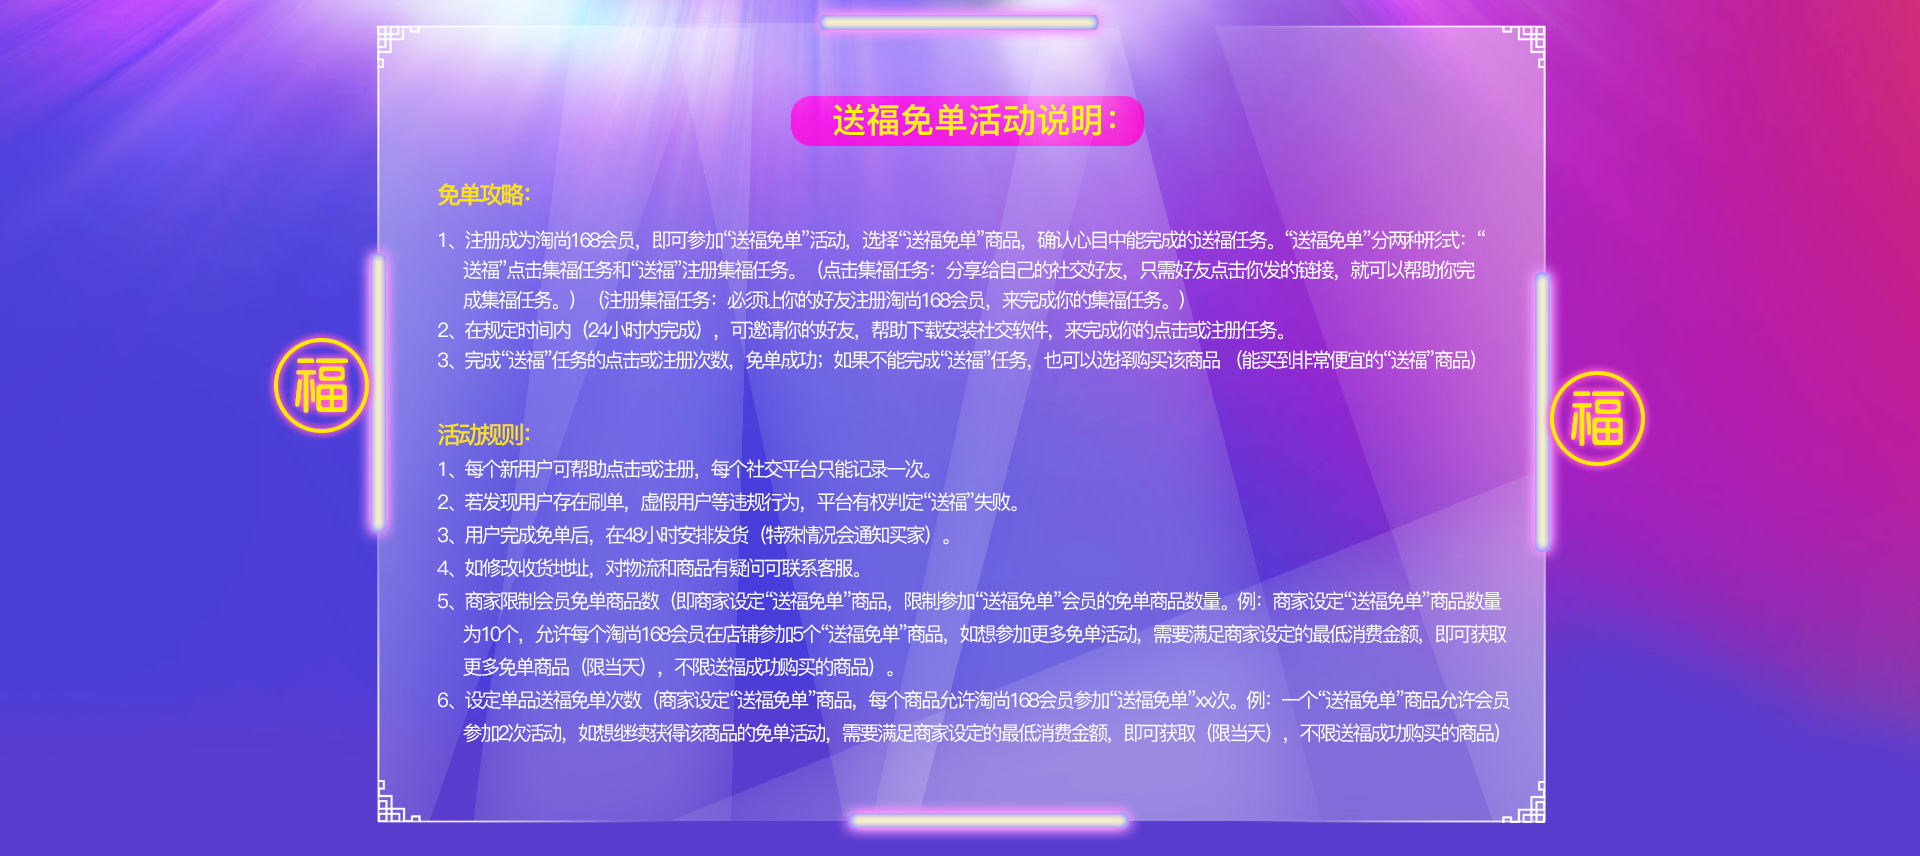 送福免单活动说明：
免单攻略：
1、注册成为淘尚168会员，即可参加“送福免单”活动，选择“送福免单”商品，确认心目中能完成的送福任务。“送福免单”分两种形式：“
送福”点击集福任务和“送福”注册集福任务。（点击集福任务：分享给自己的社交好友，只需好友点击你发的链接，就可以帮助你完
成集福任务。）（注册集福任务：必须让你的好友注册淘尚168会员，来完成你的集福任务。）
2、在规定时间内（24小时内完成），可邀请你的好友，帮助下载安装社交软件，来完成你的点击或注册任务。
3、完成“送福”任务的点击或注册次数，免单成功；如果不能完成“送福”任务，也可以选择购买该商品（能买到非常便宜的“送福”商品）
福
福
活动规则：
1、每个新用户可帮助点击或注册，每个社交平台只能记录一次。
2、若发现用户存在刷单，虚假用户等违规行为，平台有权判定“送福”失败。
3、用户完成免单后，在48小时安排发货（特殊情况会通知买家）。
4、如修改收货地址，对物流和商品有疑问可联系客服。
5、商家限制会员免单商品数（即商家设定“送福免单”商品，限制参加“送福免单”会员的免单商品数量。例：商家设定“送福免单”商品数量
为10个，允许每个淘尚168会员在店铺参加5个“送福免单”商品，如想参加更多免单活动，需要满足商家设定的最低消费金额，即可获取
更多免单商品（限当天），不限送福成功购买的商品）。
6、设定单品送福免单次数（商家设定“送福免单”商品，每个商品允许淘尚168会员参加“送福免单”xx次。例：一个“送福免单”商品允许会员
参加2次活动，如想继续获得该商品的免单活动，需要满足商家设定的最低消费金额，即可获取（限当天），不限送福成功购买的商品）